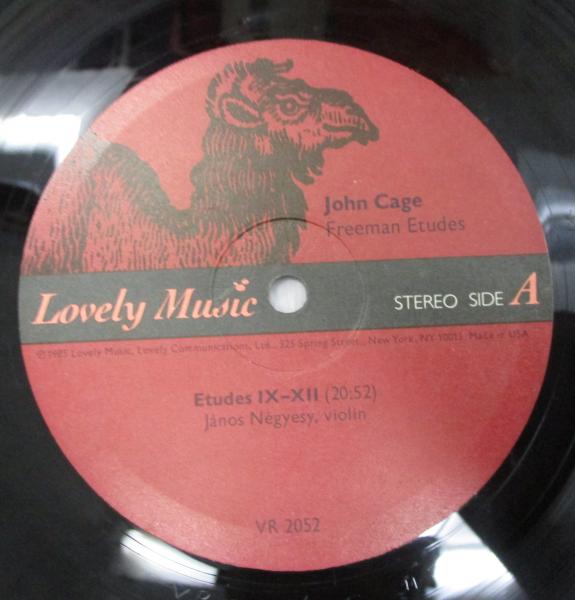 John Cage
Freeman Etudes
Lovely Music
STEREO SIDE A
℗1985 Lovely Music, Lovely Communications, Ltd., 325 Spring Street, New York, NY 10013 Made in USA
Etudes IX–XII (20:52)
János Négyesy, violin
VR 2052